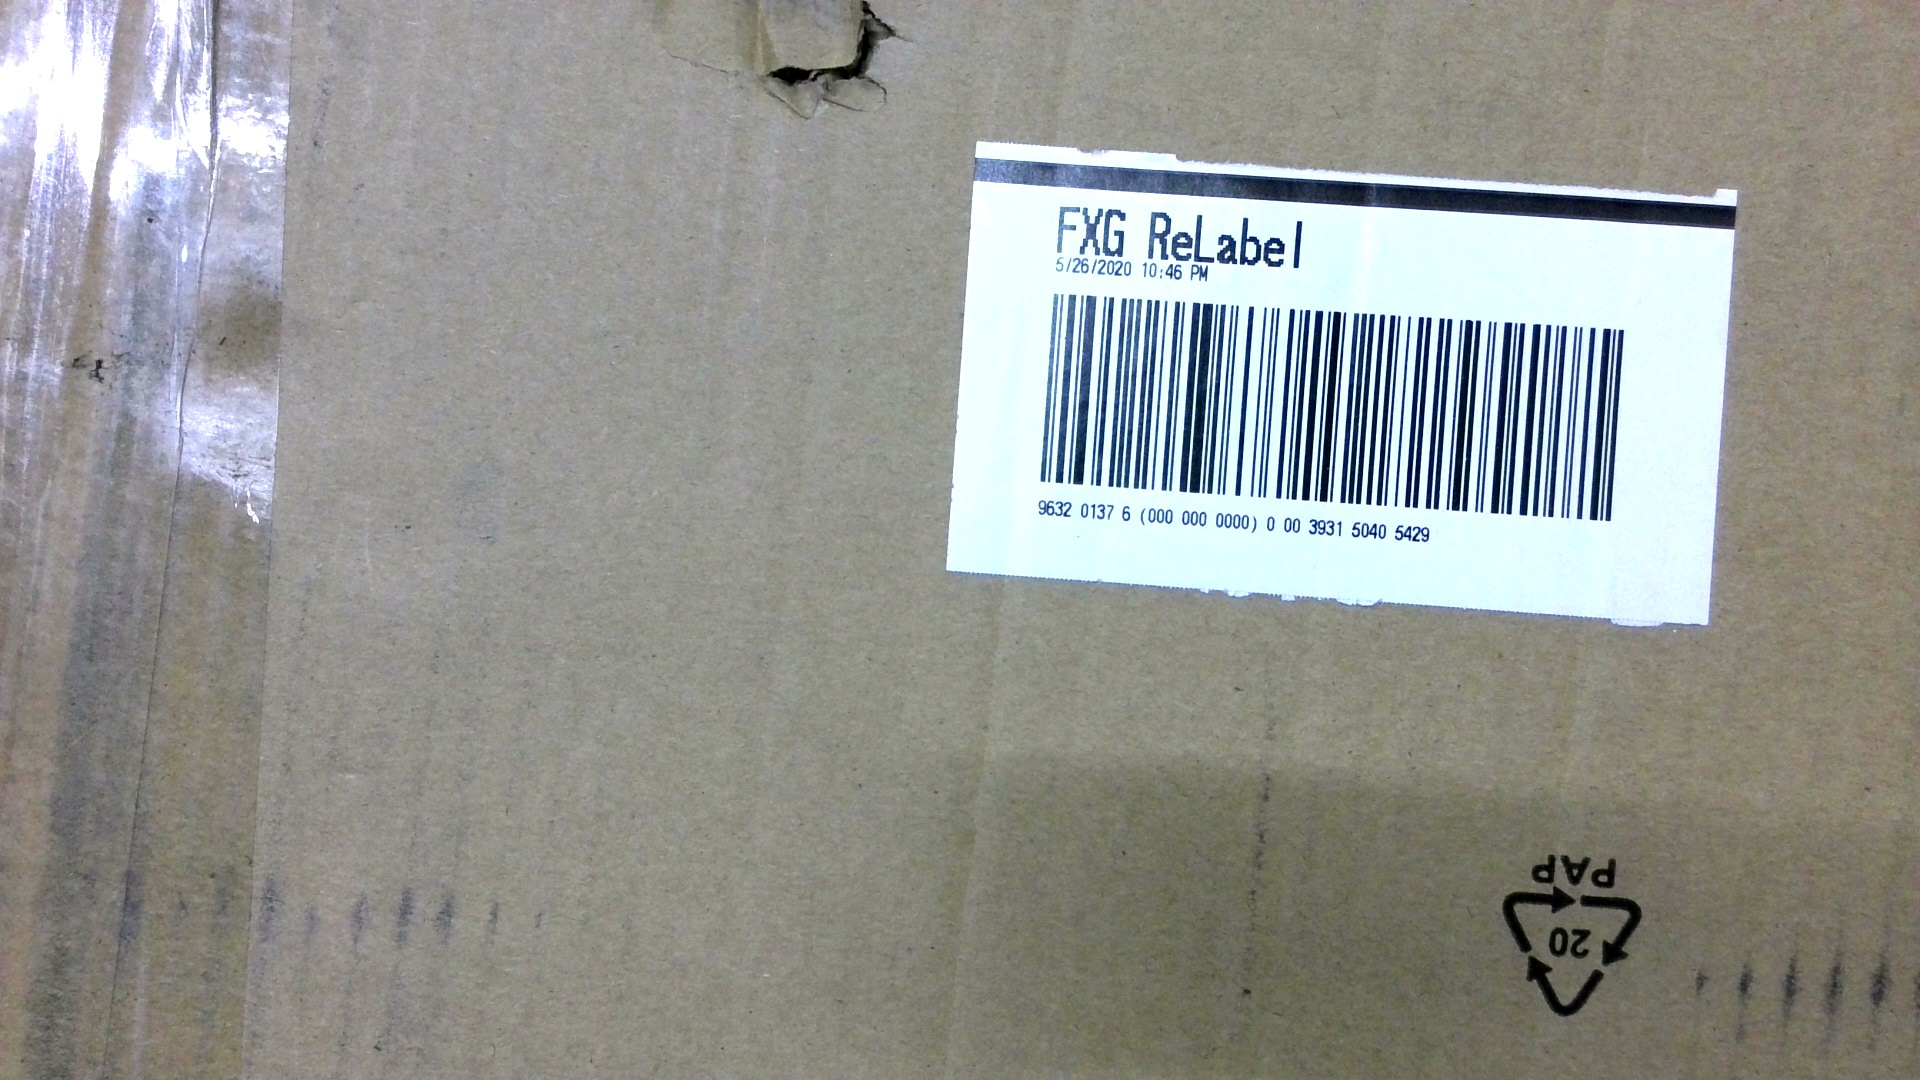 FXG ReLabel
5/26/2020 10:46 PM
9632 0137 6 (000 000 0000) 0 00 3931 5040 5429
20
PAP